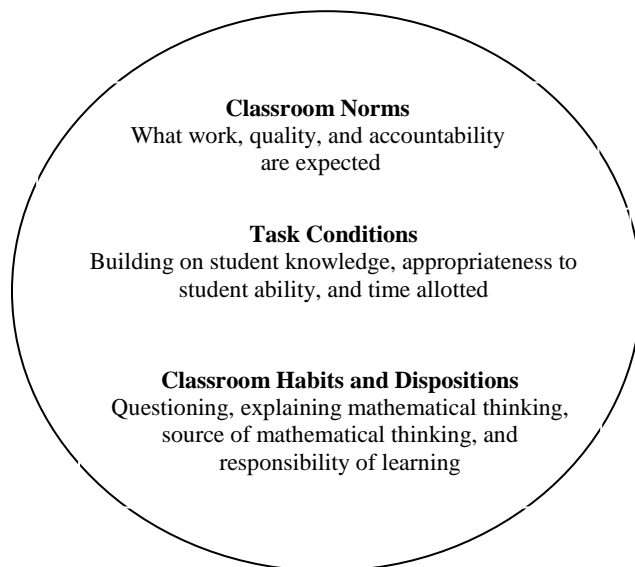 Classroom Norms
What work, quality, and accountability
are expected
Task Conditions
Building on student knowledge, appropriateness to
student ability, and time allotted
Classroom Habits and Dispositions
Questioning, explaining mathematical thinking,
source of mathematical thinking, and
responsibility of learning